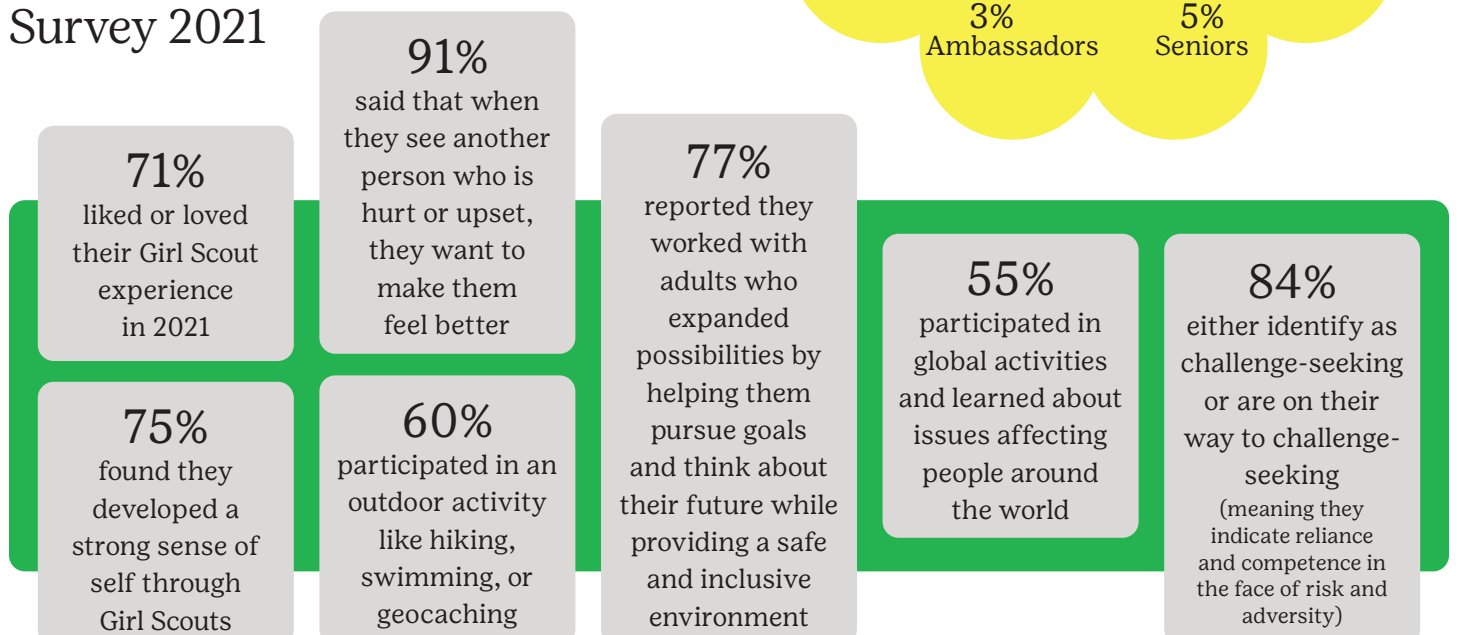 Survey 2021
3%
Ambassadors
5%
Seniors
71%
liked or loved
their Girl Scout
experience
in 2021
75%
found they
developed a
strong sense of
self through
Girl Scouts
91%
said that when
they see another
person who is
hurt or upset,
they want to
make them
feel better
60%
participated in an
outdoor activity
like hiking,
swimming, or
geocaching
77%
reported they
worked with
adults who
expanded
possibilities by
helping them
pursue goals
and think about
their future while
providing a safe
and inclusive
environment
55%
participated in
global activities
and learned about
issues affecting
people around
the world
84%
either identify as
challenge-seeking
or are on their
way to challenge-
seeking
(meaning they
indicate reliance
and competence in
the face of risk and
adversity)